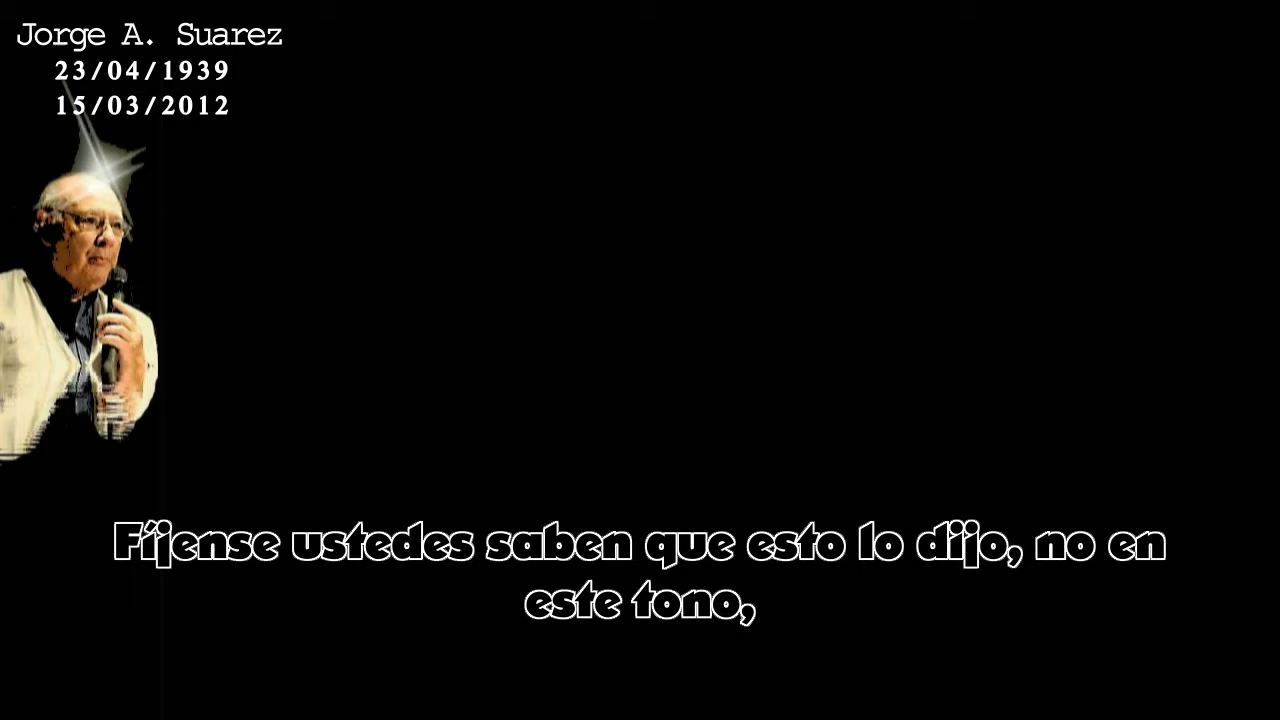 Jorge A. Suarez
23/04/1939
15/03/2012
Fíjense ustedes saben que esto lo dijo, no en
este tono,